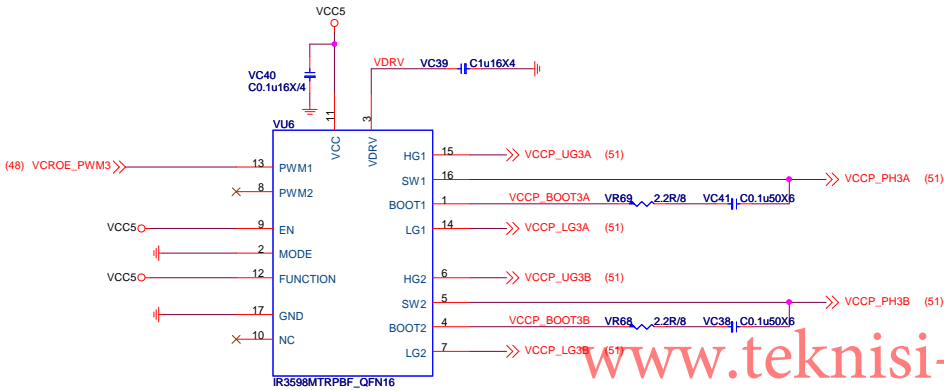 VCC5
VC40
C0.1u16X/4
VDRV VC39 C1u16X4
VU6
11 3
VCC VDRV
(48) VCROE_PWM3 13 PWM1
8 PWM2
VCC5 9 EN
2 MODE
VCC5 12 FUNCTION
17 GND
10 NC
HG1 15 VCCP_UG3A (51)
SW1 16 VCCP_PH3A (51)
BOOT1 1 VCCP_BOOT3A VR69 2.2R/8 VC41 C0.1u50X6
LG1 14 VCCP_LG3A (51)
HG2 6 VCCP_UG3B (51)
SW2 5 VCCP_PH3B (51)
BOOT2 4 VCCP_BOOT3B VR68 2.2R/8 VC38 C0.1u50X6
LG2 7 VCCP_LG3B (51)
IR3598MTRPBF_QFN16
www.teknisi-